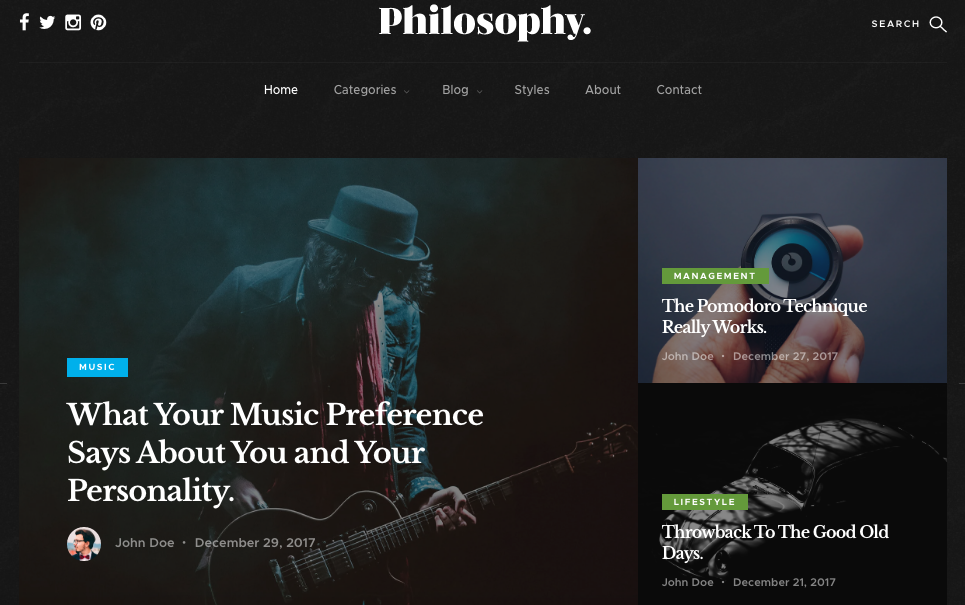 Philosophy.
SEARCH
Home Categories Blog Styles About Contact
MUSIC
What Your Music Preference
Says About You and Your
Personality.
John Doe • December 29, 2017
MANAGEMENT
The Pomodoro Technique
Really Works.
John Doe • December 27, 2017
LIFESTYLE
Throwback To The Good Old
Days.
John Doe • December 21, 2017